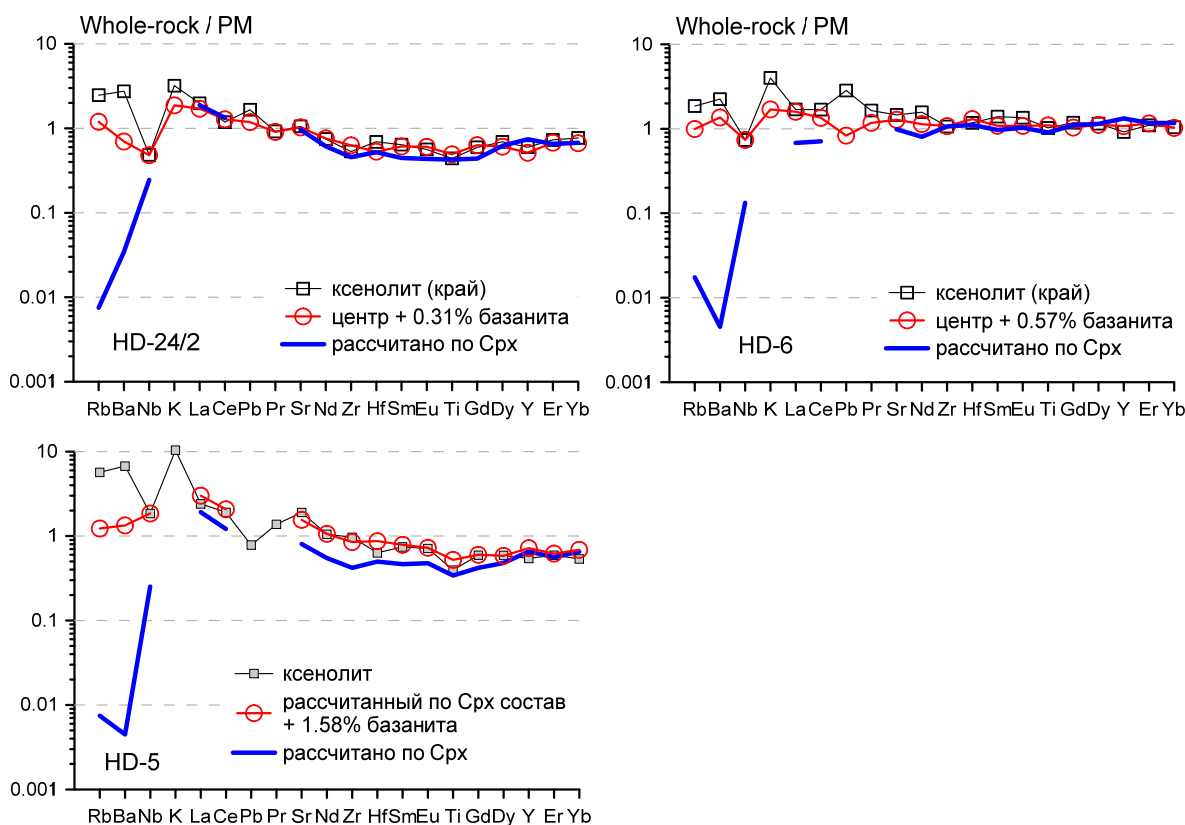 Whole-rock / PM
10
1
0.1
0.01
0.001
ксенолит (край)
центр + 0.31% базанита
рассчитано по Cpx
HD-24/2
Rb Ba Nb K La Ce Pb Pr Sr Nd Zr Hf Sm Eu Ti Gd Dy Y Er Yb
Whole-rock / PM
10
1
0.1
0.01
0.001
ксенолит (край)
центр + 0.57% базанита
рассчитано по Cpx
HD-6
Rb Ba Nb K La Ce Pb Pr Sr Nd Zr Hf Sm Eu Ti Gd Dy Y Er Yb
10
1
0.1
0.01
0.001
ксенолит
рассчитанный по Cpx состав
+ 1.58% базанита
рассчитано по Cpx
HD-5
Rb Ba Nb K La Ce Pb Pr Sr Nd Zr Hf Sm Eu Ti Gd Dy Y Er Yb